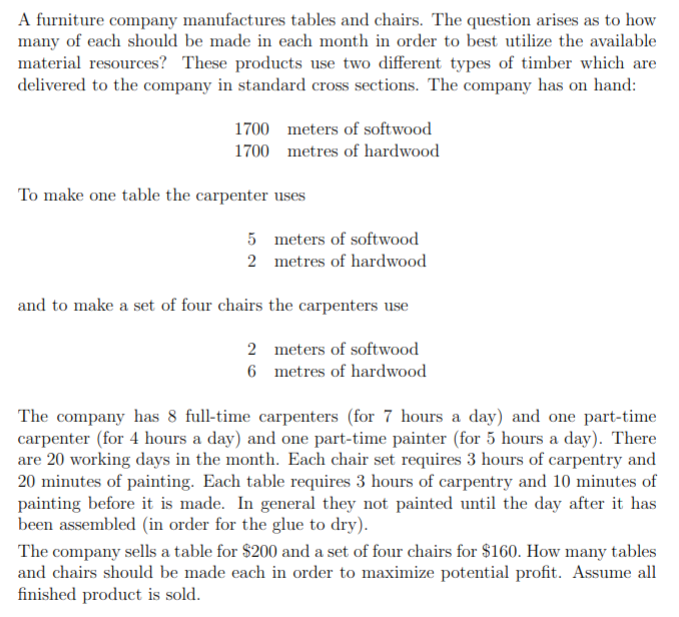 A furniture company manufactures tables and chairs. The question arises as to how
many of each should be made in each month in order to best utilize the available
material resources? These products use two different types of timber which are
delivered to the company in standard cross sections. The company has on hand:
1700 meters of softwood
1700 metres of hardwood
To make one table the carpenter uses
5 meters of softwood
2 metres of hardwood
and to make a set of four chairs the carpenters use
2 meters of softwood
6 metres of hardwood
The company has 8 full-time carpenters (for 7 hours a day) and one part-time
carpenter (for 4 hours a day) and one part-time painter (for 5 hours a day). There
are 20 working days in the month. Each chair set requires 3 hours of carpentry and
20 minutes of painting. Each table requires 3 hours of carpentry and 10 minutes of
painting before it is made. In general they not painted until the day after it has
been assembled (in order for the glue to dry).
The company sells a table for $200 and a set of four chairs for $160. How many tables
and chairs should be made each in order to maximize potential profit. Assume all
finished product is sold.